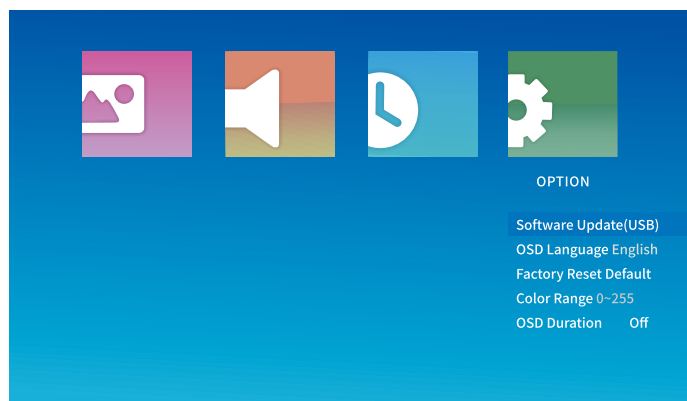 OPTION
Software Update(USB)
OSD Language English
Factory Reset Default
Color Range 0~255
OSD Duration Off